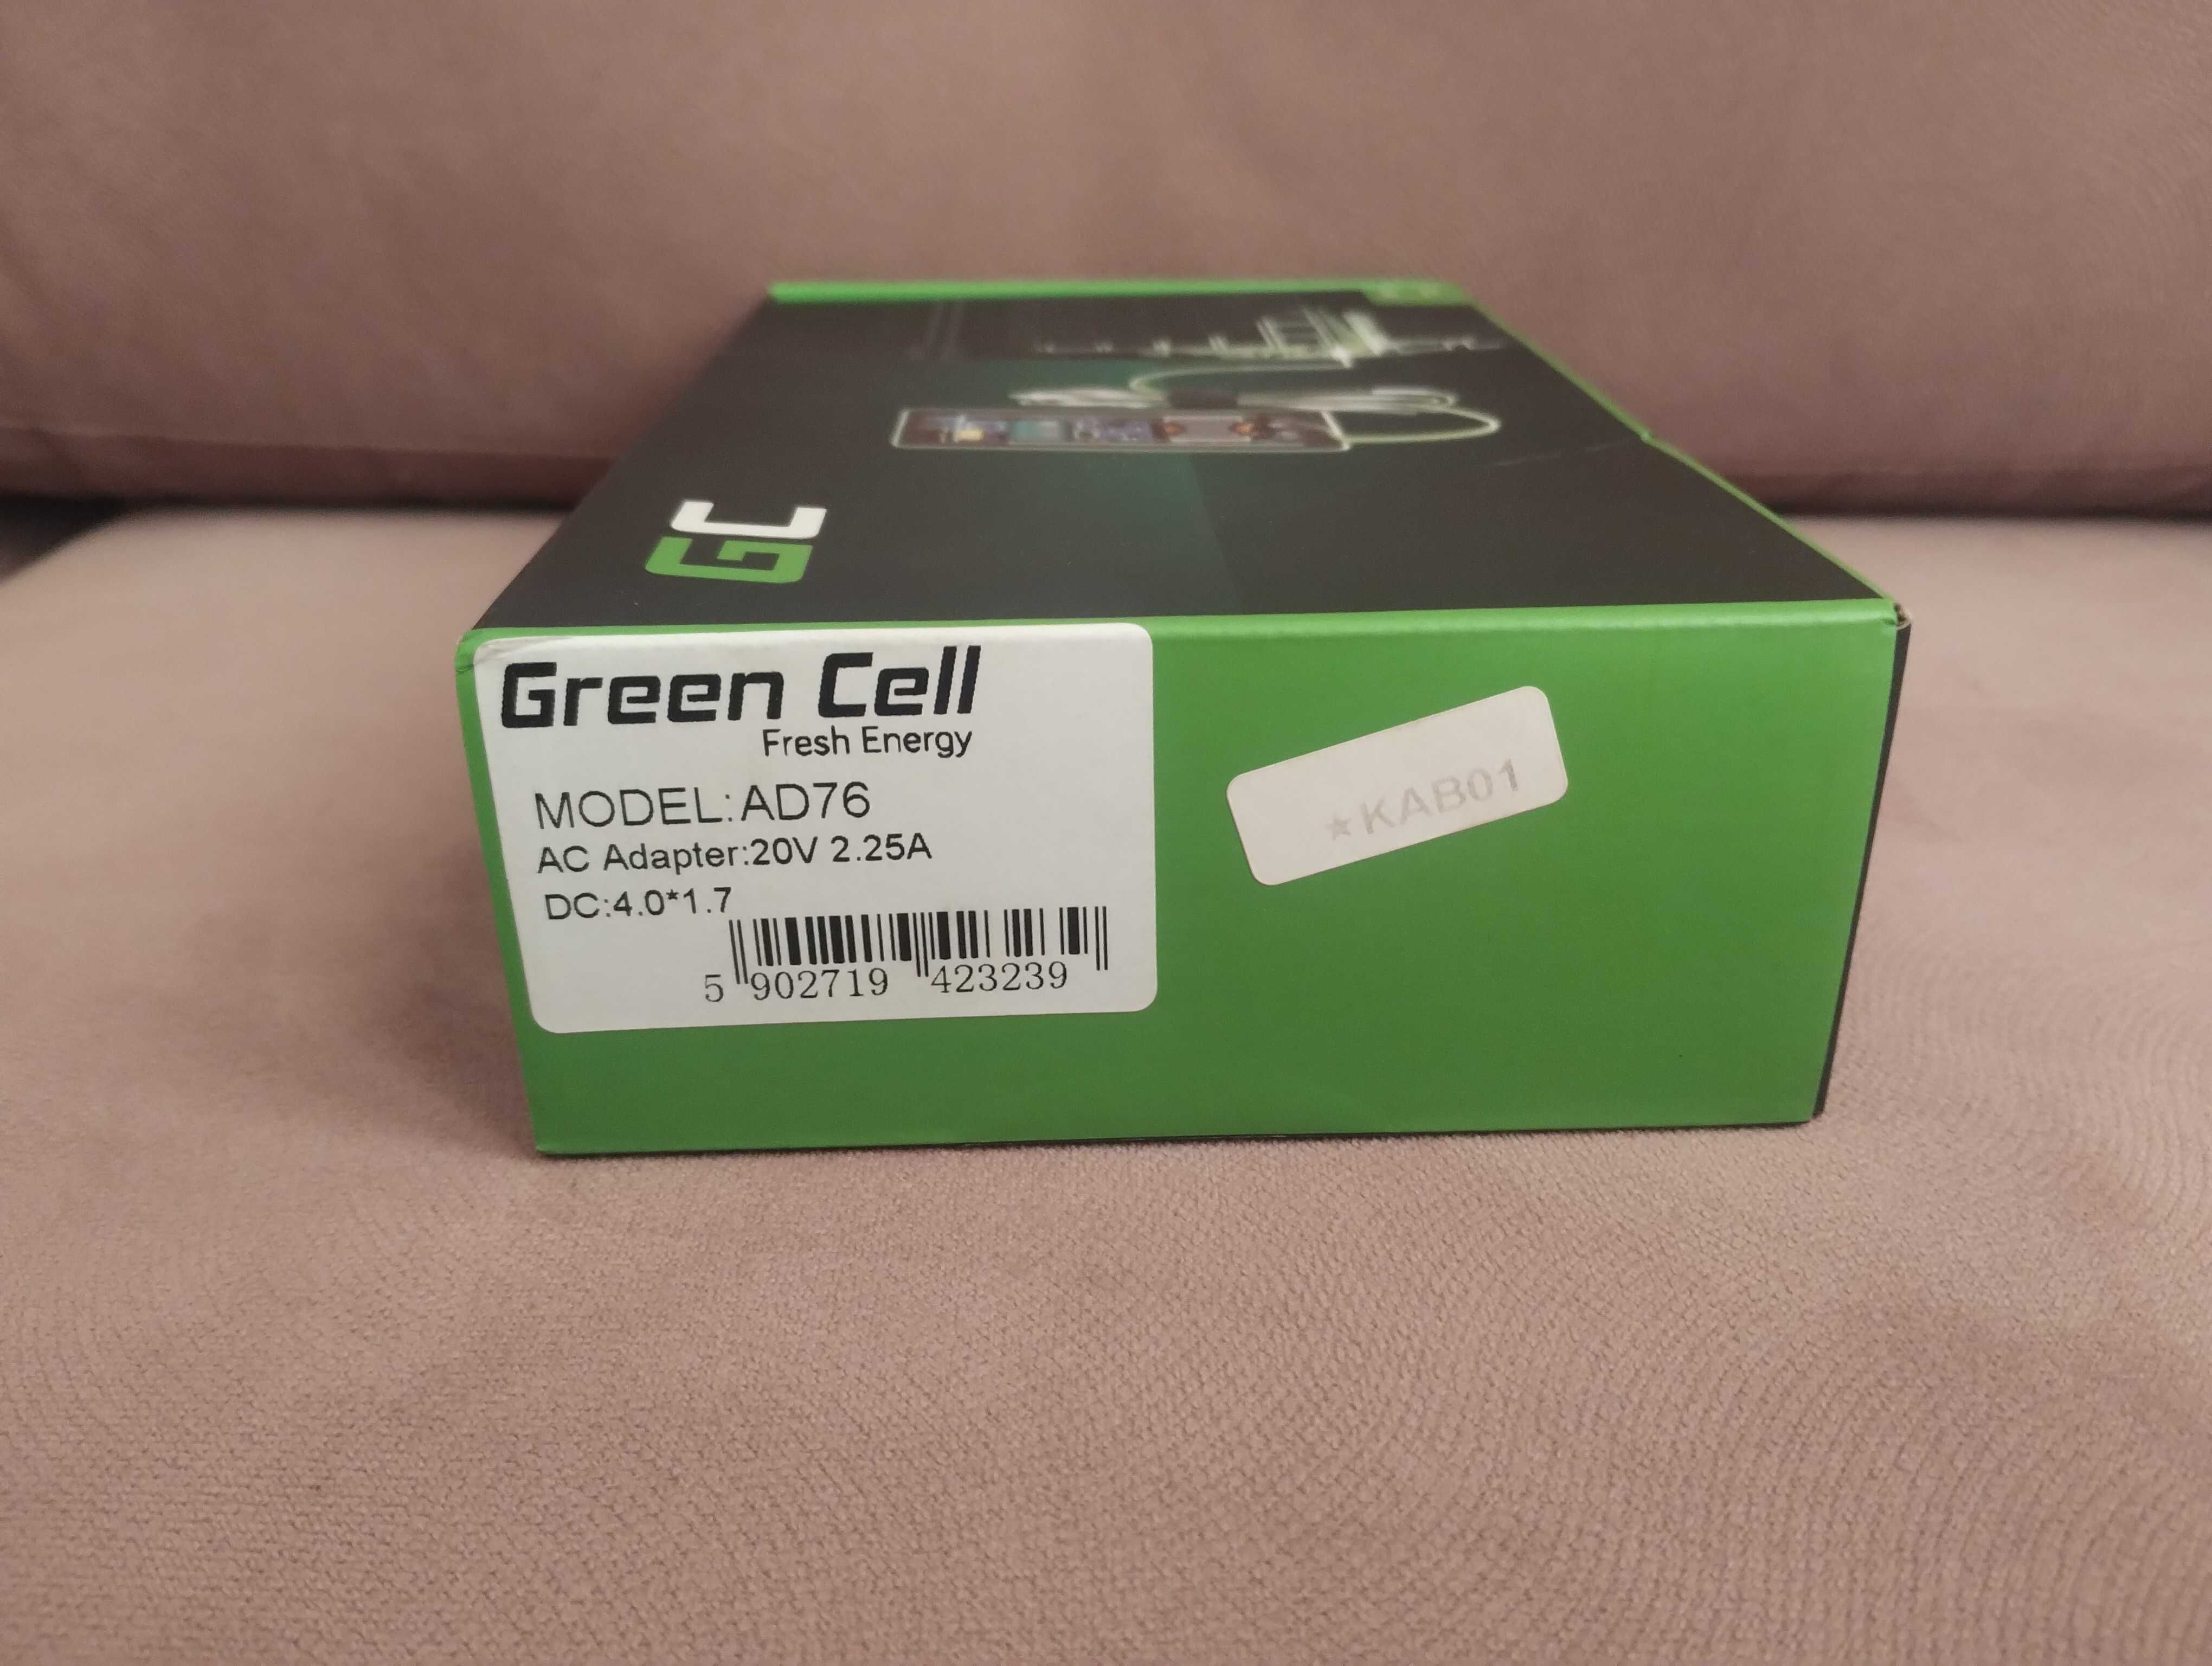 GC
Green Cell
Fresh Energy
MODEL:AD76
AC Adapter:20V 2.25A
DC:4.0*1.7
5 902719 423239
★KAB01